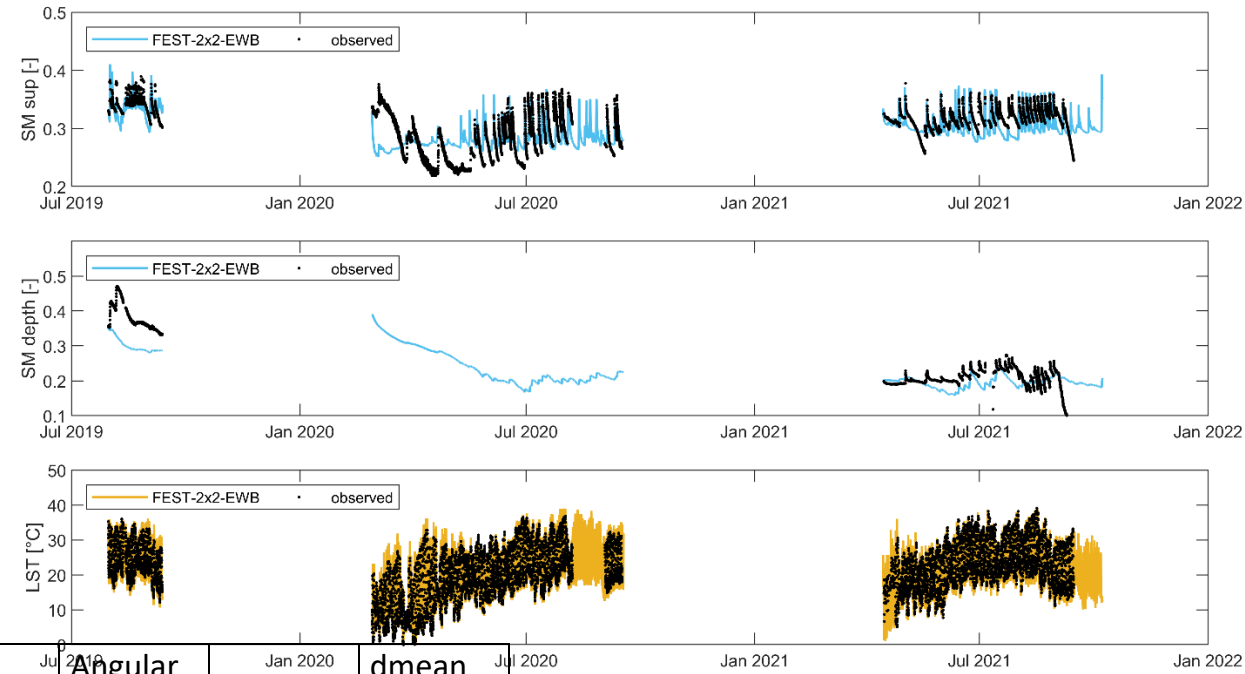 0.5
FEST-2x2-EWB observed
0.4
SM sup [-]
0.3
0.2
Jul 2019 Jan 2020 Jul 2020 Jan 2021 Jul 2021 Jan 2022
FEST-2x2-EWB observed
0.5
0.4
SM depth [-]
0.3
0.2
0.1
Jul 2019 Jan 2020 Jul 2020 Jan 2021 Jul 2021 Jan 2022
50
FEST-2x2-EWB observed
40
LST [°C]
30
20
10
Jan 2020 Jul 2020 Jan 2021 Jul 2021 Jan 2022
Angular dmean